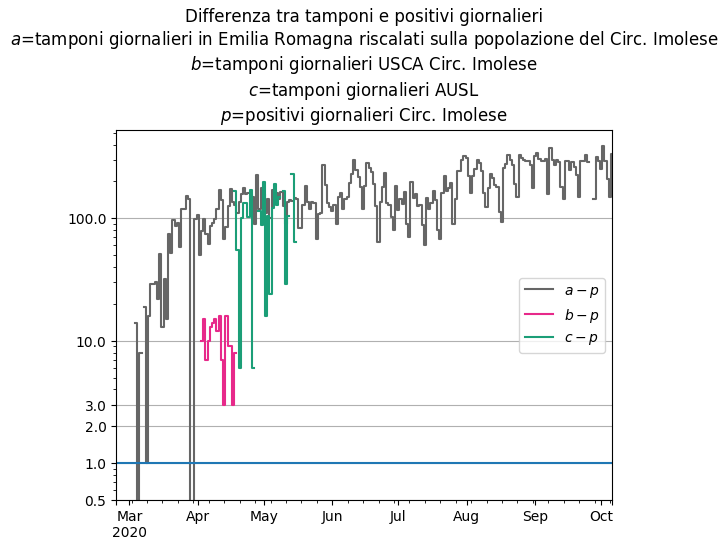 Differenza tra tamponi e positivi giornalieri
a=tamponi giornalieri in Emilia Romagna riscalati sulla popolazione del Circ. Imolese
b=tamponi giornalieri USCA Circ. Imolese
c=tamponi giornalieri AUSL
p=positivi giornalieri Circ. Imolese
100.0
10.0
3.0
2.0
1.0
0.5
a − p
b − p
c − p
Mar Apr May Jun Jul Aug Sep Oct
2020